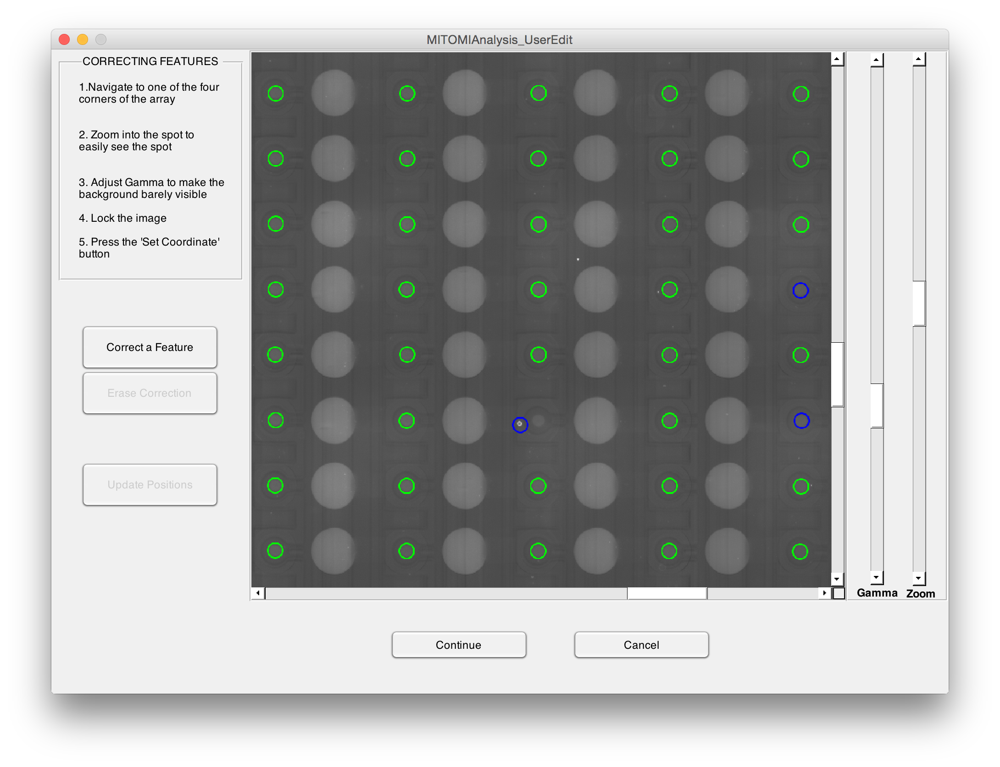 MITOMIAnalysis_UserEdit
CORRECTING FEATURES
1.Navigate to one of the four
corners of the array
2. Zoom into the spot to
easily see the spot
3. Adjust Gamma to make the
background barely visible
4. Lock the image
5. Press the 'Set Coordinate'
button
Correct a Feature
Erase Correction
Update Positions
Gamma
Zoom
Continue
Cancel